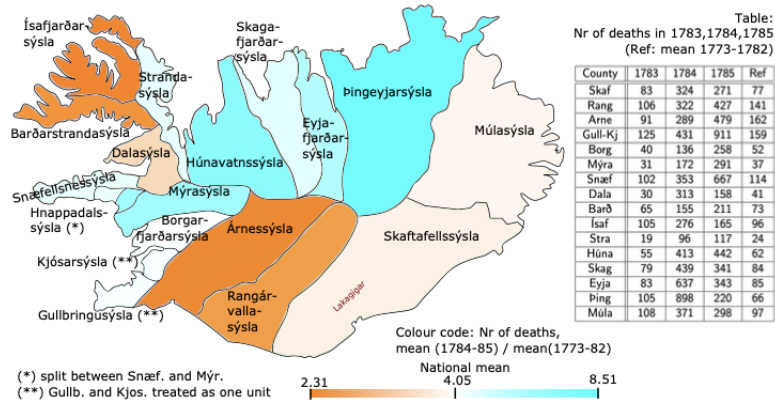 Ísafjarðar-
sýsla
Stranda-
sýsla
Barðarstrandasýsla
Dalasýsla
Snæfellsnessýsla
Hnappadals-
sýsla (*)
Mýrasýsla
Borgar-
fjarðarsýsla
Kjósarsýsla (**)
Gullbringusýsla (**)
Húnavatnssýsla
Skaga-
fjarðar-
sýsla
Eyja-
fjarðar-
sýsla
Þingeyjarsýsla
Múlasýsla
Árnessýsla
Rangár-
valla-
sýsla
Skaftafellssýsla
Lakagígar
Table:
Nr of deaths in 1783,1784,1785
(Ref: mean 1773-1782)
County 1783 1784 1785 Ref
Skaf 83 324 271 77
Rang 106 322 427 141
Arne 91 289 479 162
Gull-Kj 125 431 911 159
Borg 40 136 258 52
Mýra 31 172 291 37
Snæf 102 353 667 114
Dala 30 313 158 41
Barð 65 155 211 73
Ísaf 105 276 165 96
Stra 19 96 117 24
Húna 55 413 442 62
Skag 79 439 341 84
Eyja 83 637 343 85
Þing 105 898 220 66
Múla 108 371 298 97
Colour code: Nr of deaths,
mean (1784-85) / mean(1773-82)
National mean
2.31 4.05 8.51
(*) split between Snæf. and Mýr.
(**) Gullb. and Kjos. treated as one unit